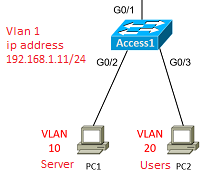 G0/1
Vlan 1
ip address
192.168.1.11/24
Access1
G0/2
G0/3
VLAN
10
Server
PC1
VLAN
20
Users
PC2